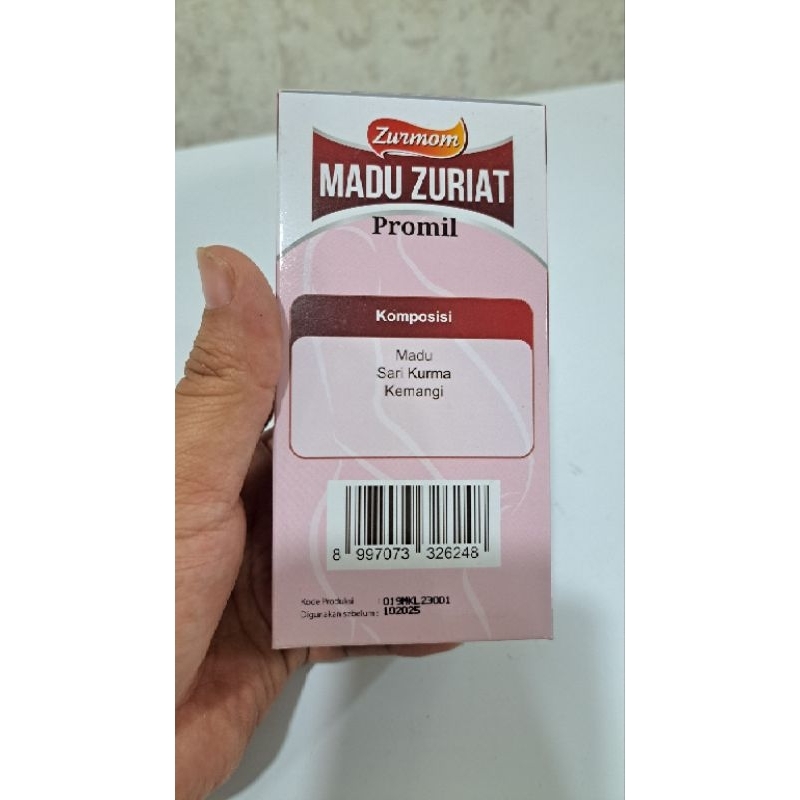 Zurmom
MADU ZURIAT
Promil
Komposisi
Madu
Sari Kurma
Kemangi
8 997073 326248
Kode Produksi : 019MKL23001
Digunakan sebelum : 102025